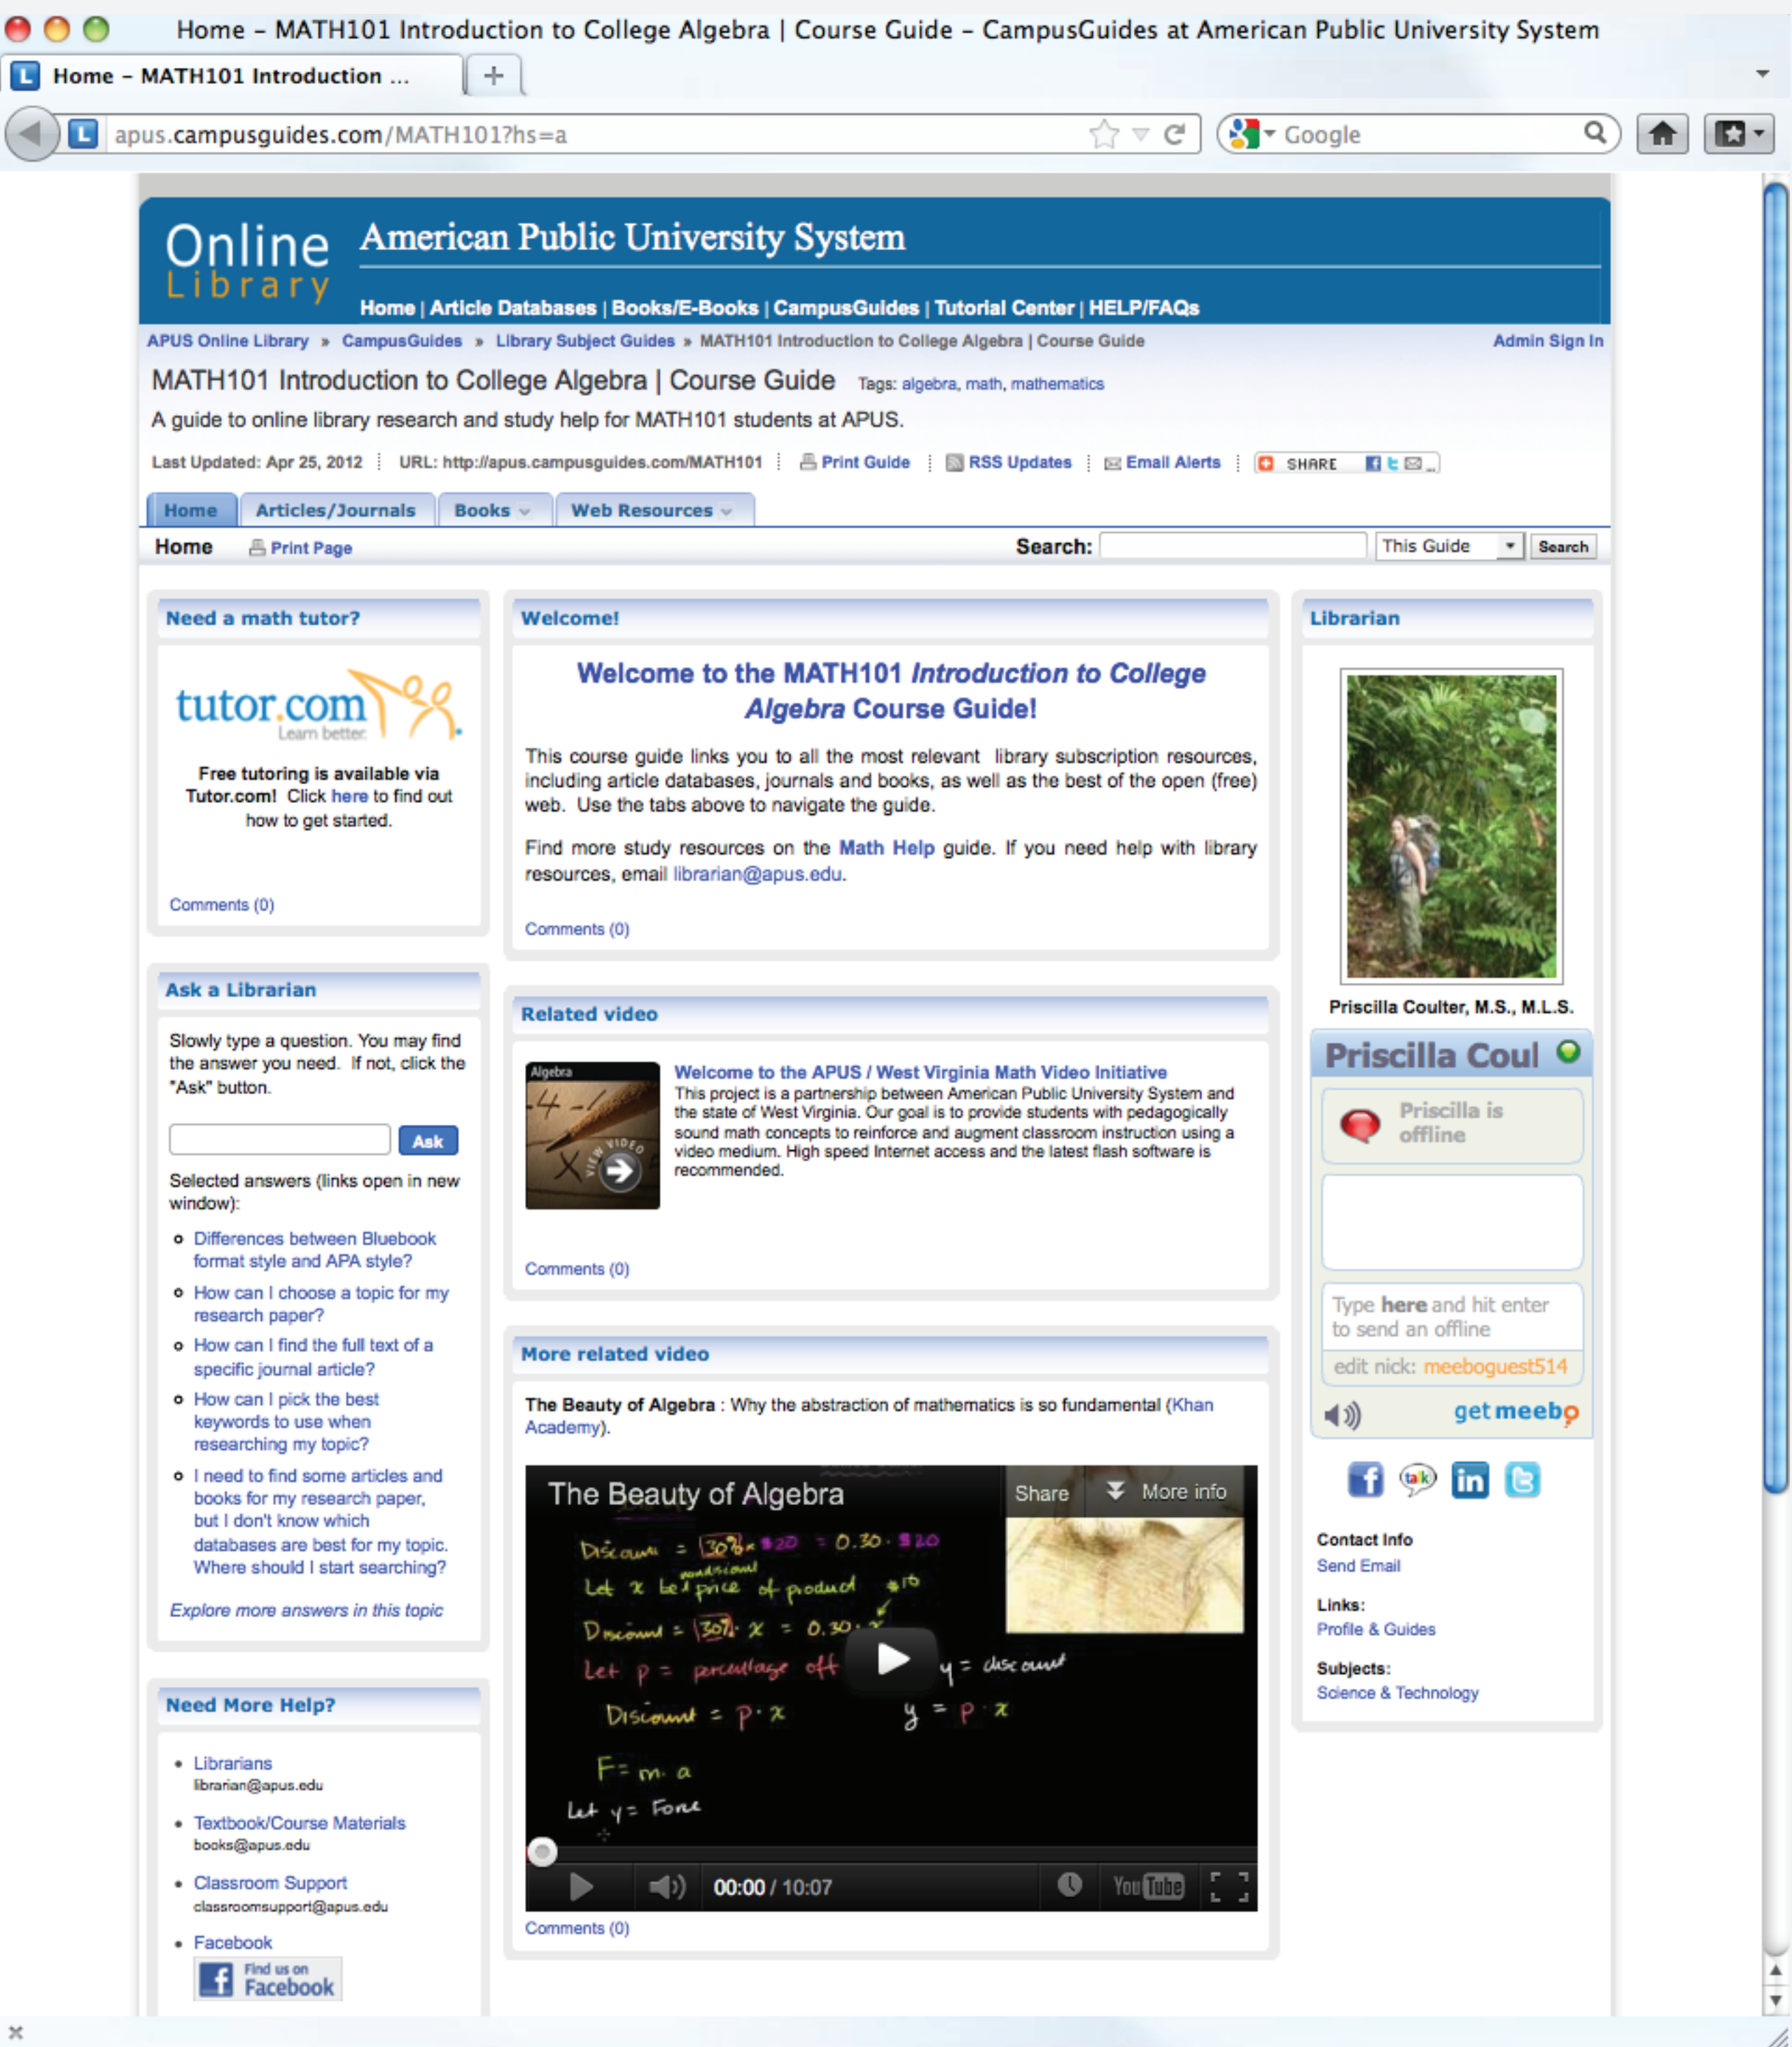 Home – MATH101 Introduction to College Algebra | Course Guide – CampusGuides at American Public University System
L Home – MATH101 Introduction ...
L apus.campusguides.com/MATH101?hs=a
Google
Online
Library
American Public University System
Home | Article Databases | Books/E-Books | CampusGuides | Tutorial Center | HELP/FAQs
APUS Online Library » CampusGuides » Library Subject Guides » MATH101 Introduction to College Algebra | Course Guide
Admin Sign In
MATH101 Introduction to College Algebra | Course Guide Tags: algebra, math, mathematics
A guide to online library research and study help for MATH101 students at APUS.
Last Updated: Apr 25, 2012 URL: http://apus.campusguides.com/MATH101 Print Guide RSS Updates Email Alerts SHARE
Home Articles/Journals Books Web Resources
Home Print Page
Search: This Guide Search
Need a math tutor?
tutor.com
Learn better.
Free tutoring is available via
Tutor.com! Click here to find out
how to get started.
Comments (0)
Ask a Librarian
Slowly type a question. You may find
the answer you need. If not, click the
"Ask" button.
Ask
Selected answers (links open in new
window):
Differences between Bluebook
format style and APA style?
How can I choose a topic for my
research paper?
How can I find the full text of a
specific journal article?
How can I pick the best
keywords to use when
researching my topic?
I need to find some articles and
books for my research paper,
but I don't know which
databases are best for my topic.
Where should I start searching?
Explore more answers in this topic
Need More Help?
Librarians
librarian@apus.edu
Textbook/Course Materials
books@apus.edu
Classroom Support
classroomsupport@apus.edu
Facebook
Find us on
Facebook
Welcome!
Welcome to the MATH101 Introduction to College
Algebra Course Guide!
This course guide links you to all the most relevant library subscription resources,
including article databases, journals and books, as well as the best of the open (free)
web. Use the tabs above to navigate the guide.
Find more study resources on the Math Help guide. If you need help with library
resources, email librarian@apus.edu.
Comments (0)
Related video
Algebra
VIEW VIDEO
Welcome to the APUS / West Virginia Math Video Initiative
This project is a partnership between American Public University System and
the state of West Virginia. Our goal is to provide students with pedagogically
sound math concepts to reinforce and augment classroom instruction using a
video medium. High speed Internet access and the latest flash software is
recommended.
Comments (0)
More related video
The Beauty of Algebra : Why the abstraction of mathematics is so fundamental (Khan
Academy).
The Beauty of Algebra
Share More info
Discount = 30% × $20 = 0.30 · $20
Let x be price of product
Discount = 30% · x = 0.30 · x
Let p = percentage off y = discount
Discount = p · x y = p · x
F = m · a
Let y = Force
00:00 / 10:07
YouTube
Comments (0)
Librarian
Priscilla Coulter, M.S., M.L.S.
Priscilla Coul
Priscilla is
offline
Type here and hit enter
to send an offline
edit nick: meeboguest514
get meebo
f talk in t
Contact Info
Send Email
Links:
Profile & Guides
Subjects:
Science & Technology